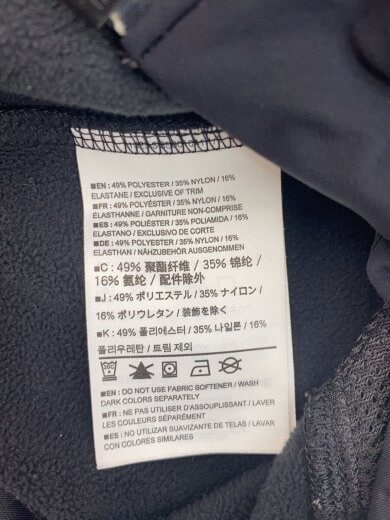 ■EN : 49% POLYESTER / 35% NYLON / 16%
ELASTANE / EXCLUSIVE OF TRIM
■FR : 49% POLYESTER / 35% NYLON / 16%
ÉLASTHANNE / GARNITURE NON-COMPRISE
■ES : 49% POLIÉSTER / 35% POLIAMIDA / 16%
ELASTANO / EXCLUSIVO DE CORTE
■DE : 49% POLYESTER / 35% NYLON / 16%
ELASTHAN / NÄHZUBEHÖR AUSGENOMMEN
■C : 49% 聚酯纤维 / 35% 锦纶 /
16% 氨纶 / 配件除外
■J : 49% ポリエステル / 35% ナイロン /
16% ポリウレタン / 装飾を除く
■K : 49% 폴리에스터 / 35% 나일론 / 16%
폴리우레탄 / 트림 제외
■EN : DO NOT USE FABRIC SOFTENER / WASH
DARK COLORS SEPARATELY
■FR : NE PAS UTILISER D'ASSOUPLISSANT / LAVER
LES COULEURS SÉPARÉMENT
■ES : NO UTILIZAR SUAVIZANTE DE TELAS / LAVAR
CON COLORES SIMILARES